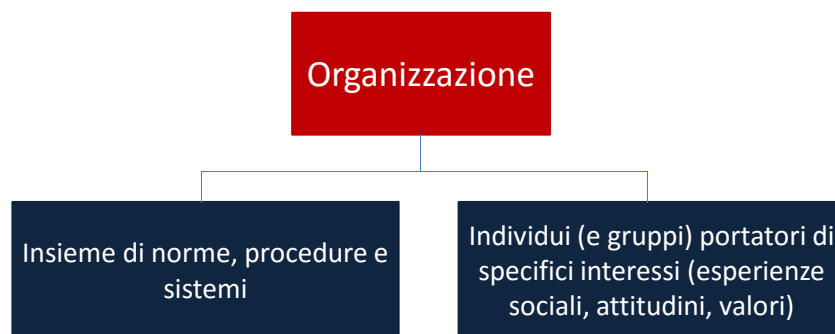 Organizzazione
Insieme di norme, procedure e
sistemi
Individui (e gruppi) portatori di
specifici interessi (esperienze
sociali, attitudini, valori)